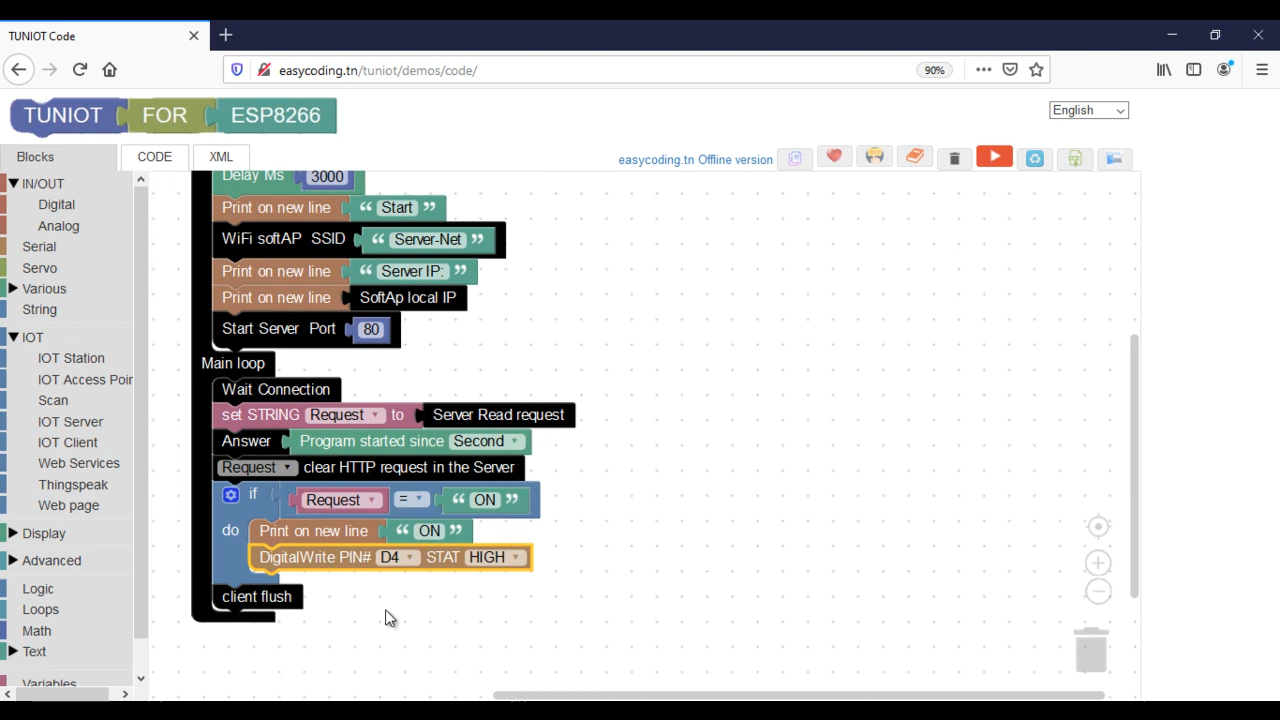 TUNIOT Code
easycoding.tn/tuniot/demos/code/
90%
TUNIOT FOR ESP8266
English
Blocks CODE XML
easycoding.tn Offline version
IN/OUT
Digital
Analog
Serial
Servo
Various
String
IOT
IOT Station
IOT Access Poir
Scan
IOT Server
IOT Client
Web Services
Thingspeak
Web page
Display
Advanced
Logic
Loops
Math
Text
Variables
Delay Ms 3000
Print on new line “ Start ”
WiFi softAP SSID “ Server-Net ”
Print on new line “ Server IP: ”
Print on new line SoftAp local IP
Start Server Port 80
Main loop
Wait Connection
set STRING Request to Server Read request
Answer Program started since Second
Request clear HTTP request in the Server
if Request = “ ON ”
do Print on new line “ ON ”
DigitalWrite PIN# D4 STAT HIGH
client flush